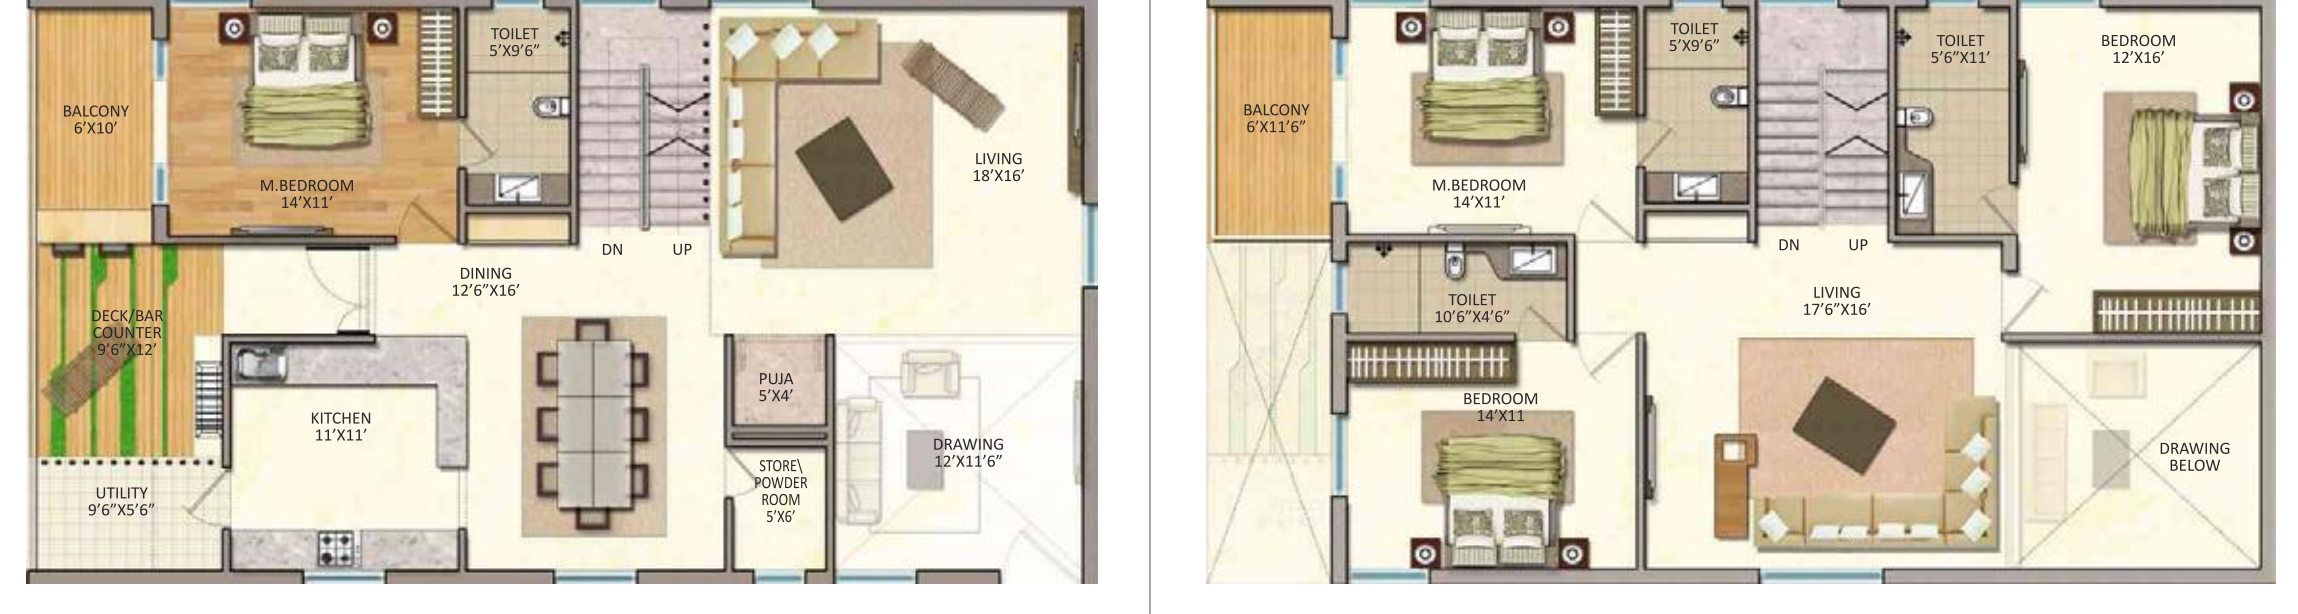 TOILET
5'X9'6"
BALCONY
6'X10'
M.BEDROOM
14'X11'
LIVING
18'X16'
DN
UP
DINING
12'6"X16'
DECK/BAR
COUNTER
9'6"X12'
PUJA
5'X4'
KITCHEN
11'X11'
DRAWING
12'X11'6"
STORE\
POWDER
ROOM
5'X6'
UTILITY
9'6"X5'6"
TOILET
5'X9'6"
TOILET
5'6"X11'
BEDROOM
12'X16'
BALCONY
6'X11'6"
M.BEDROOM
14'X11'
DN
UP
TOILET
10'6"X4'6"
LIVING
17'6"X16'
BEDROOM
14'X11
DRAWING
BELOW